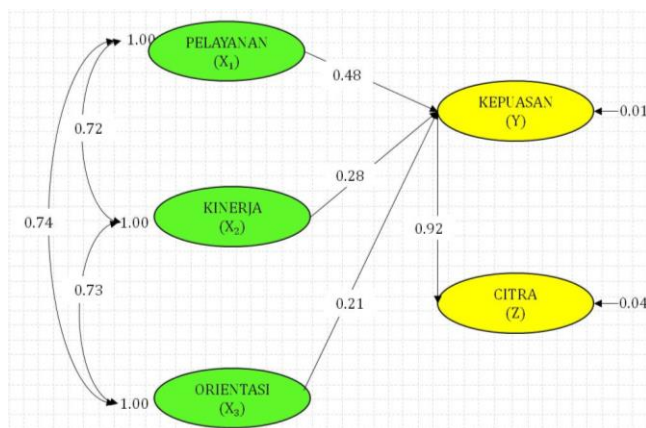 1.00
PELAYANAN
(X₁)
0.48
KEPUASAN
(Y)
0.01
0.72
0.28
KINERJA
(X₂)
1.00
0.74
0.92
0.73
0.21
CITRA
(Z)
0.04
ORIENTASI
(X₃)
1.00